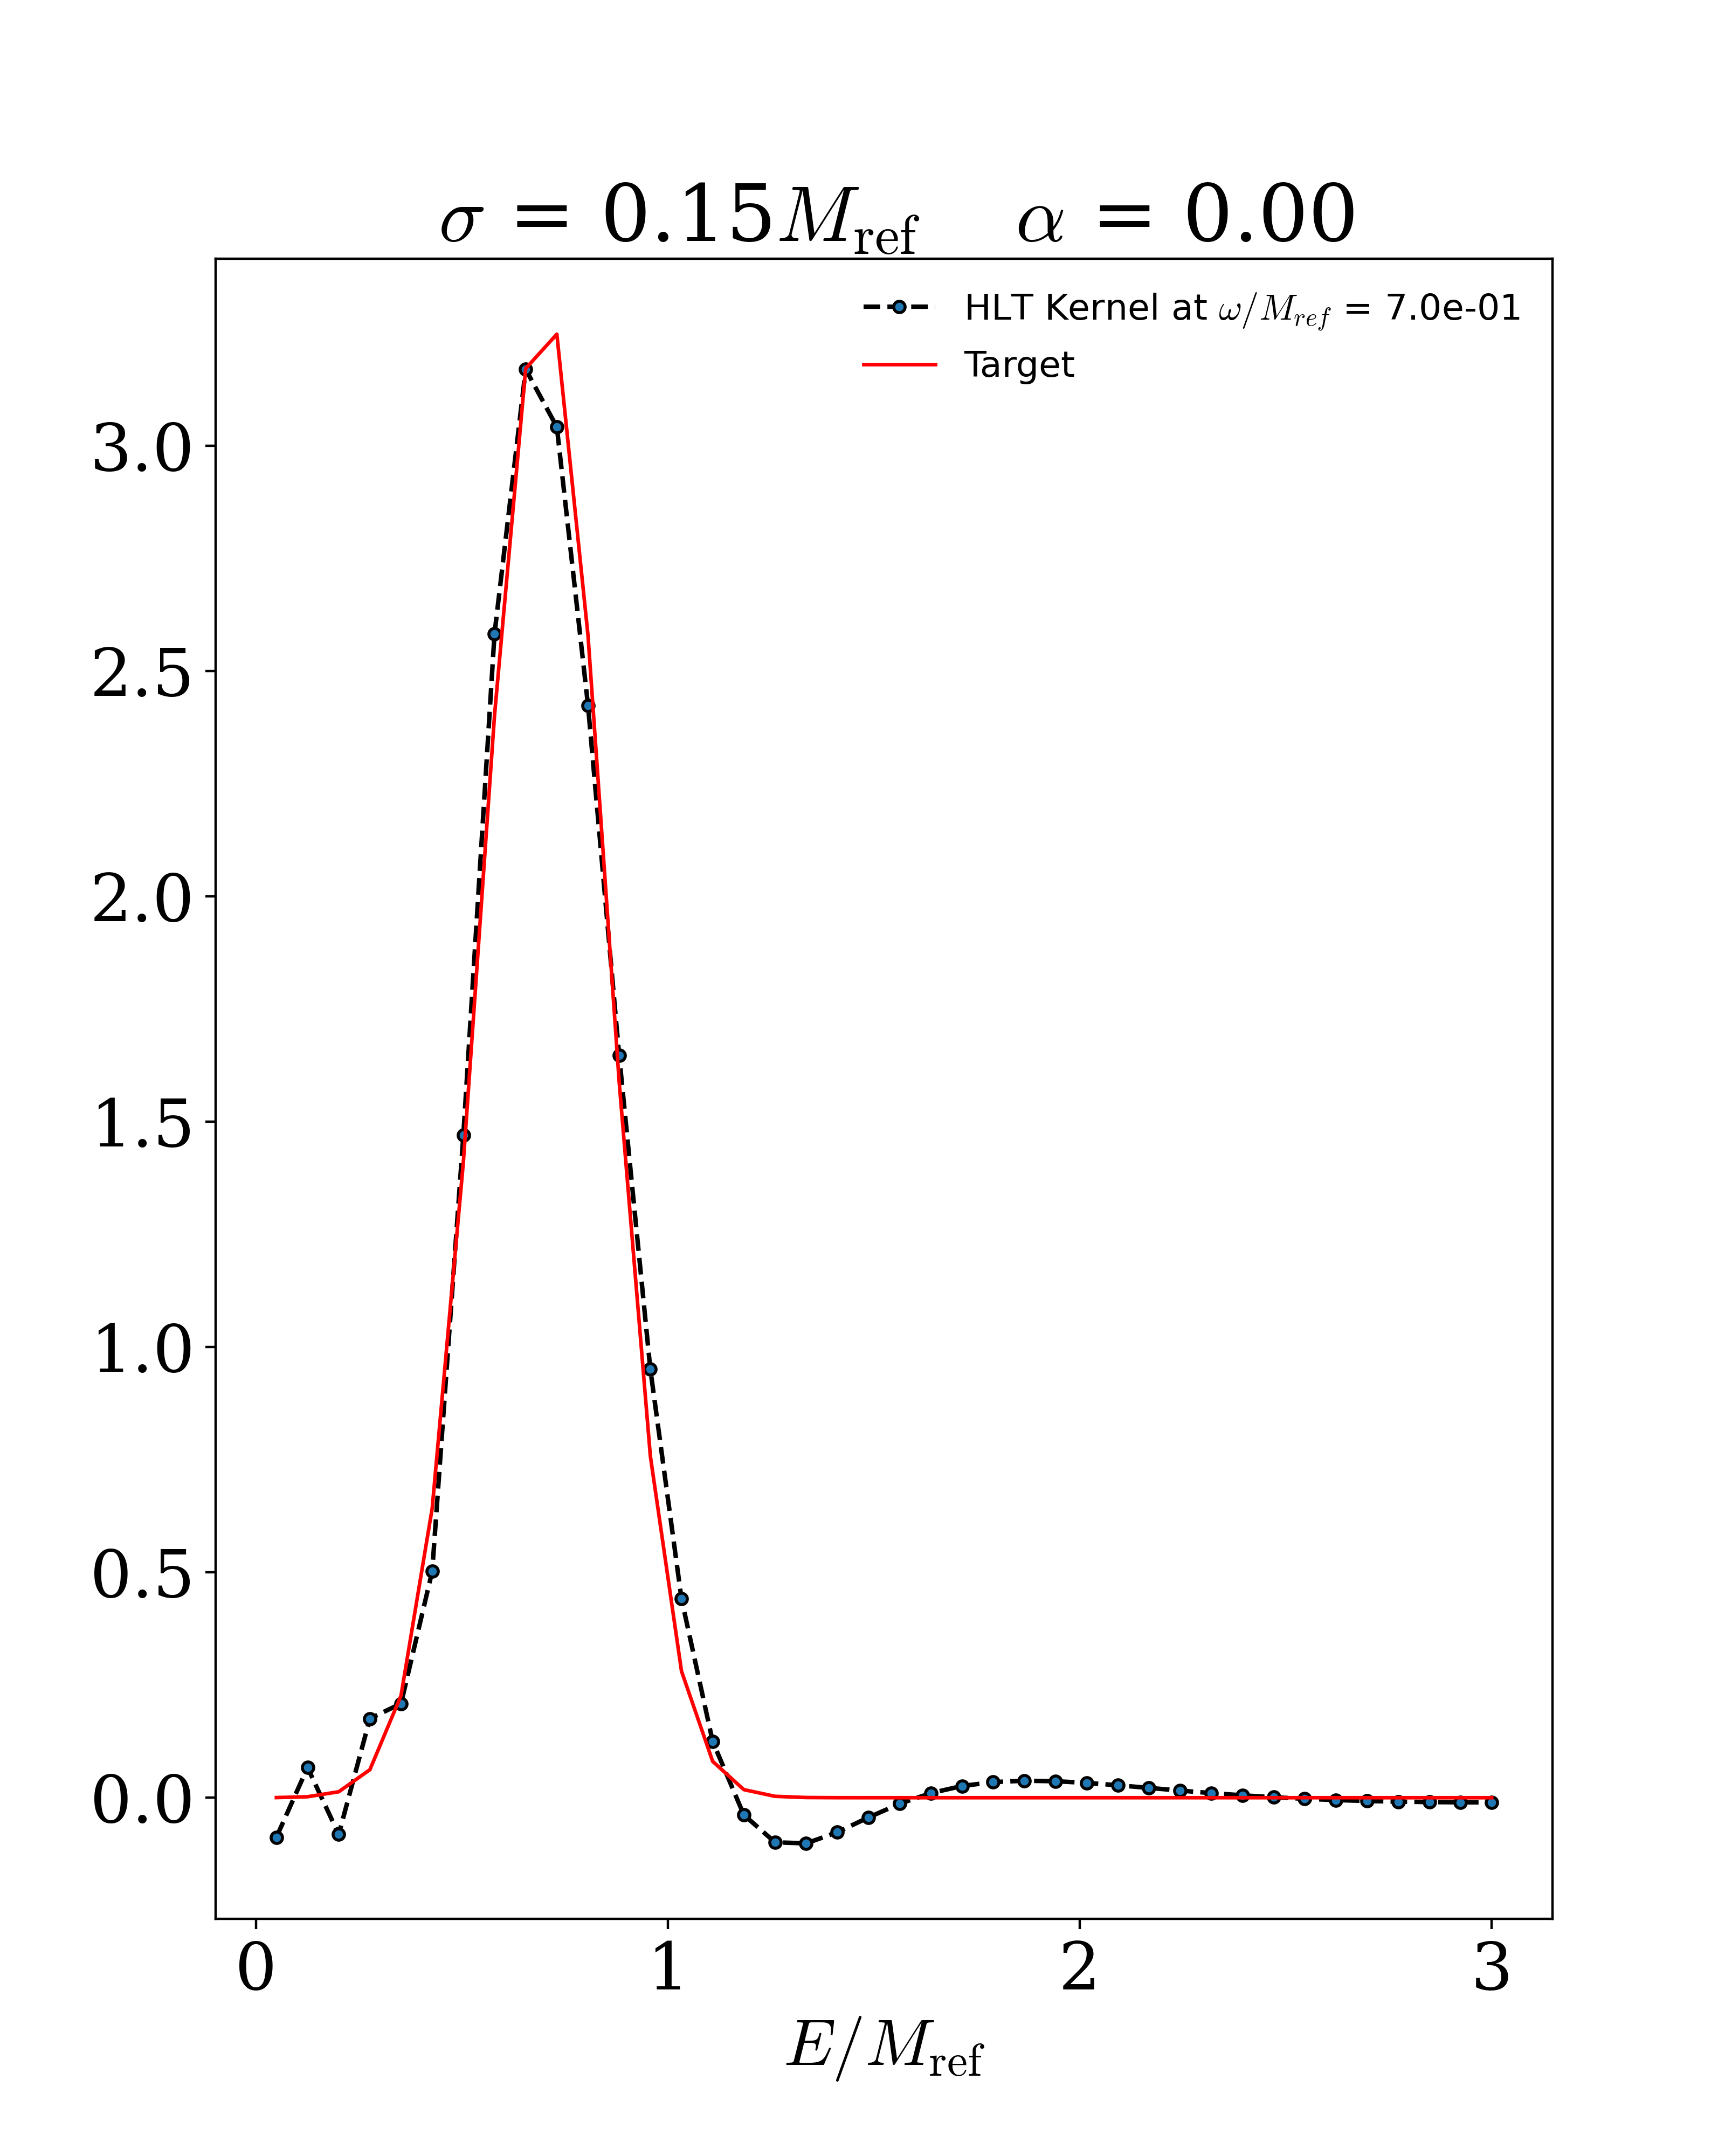 σ = 0.15M_ref α = 0.00
HLT Kernel at ω/M_ref = 7.0e-01
Target
3.0
2.5
2.0
1.5
1.0
0.5
0.0
0 1 2 3
E/M_ref